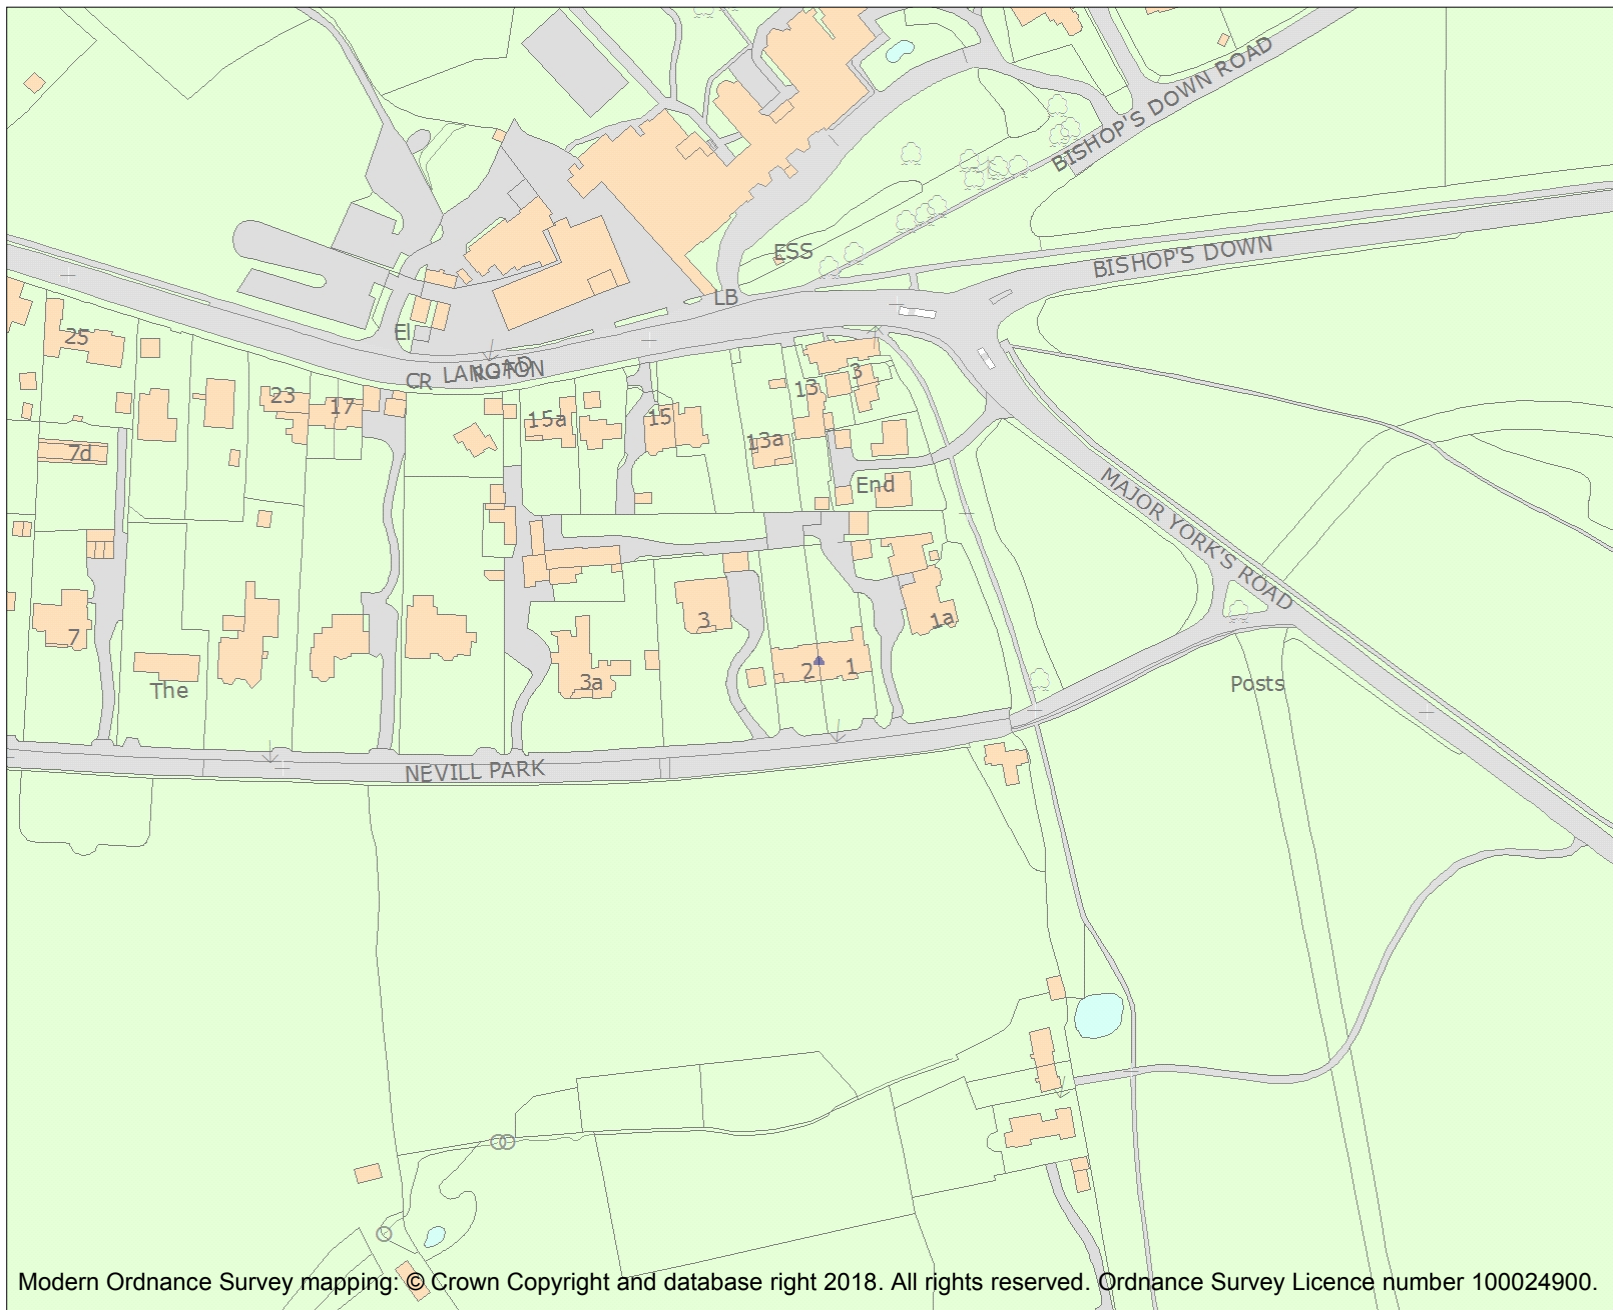 BISHOP'S DOWN ROAD
ESS
BISHOP'S DOWN
LB
25
El
CR
LANGTON
ROAD
23
17
15a
15
13
3
13a
7d
End
MAJOR YORK'S ROAD
7
3
1a
The
3a
2
1
Posts
NEVILL PARK
Modern Ordnance Survey mapping: © Crown Copyright and database right 2018. All rights reserved. Ordnance Survey Licence number 100024900.